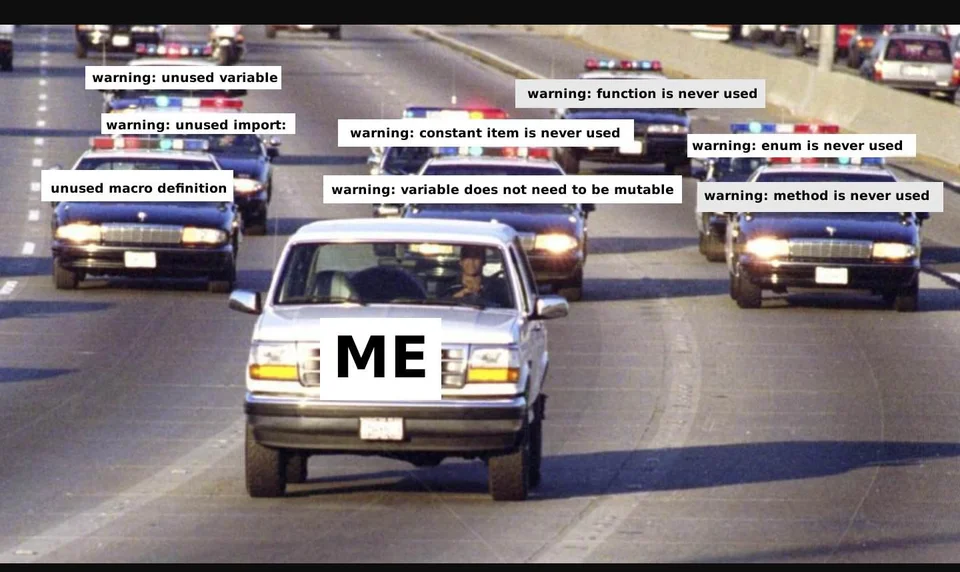 warning: unused variable
warning: function is never used
warning: unused import:
warning: constant item is never used
warning: enum is never used
unused macro definition
warning: variable does not need to be mutable
warning: method is never used
ME